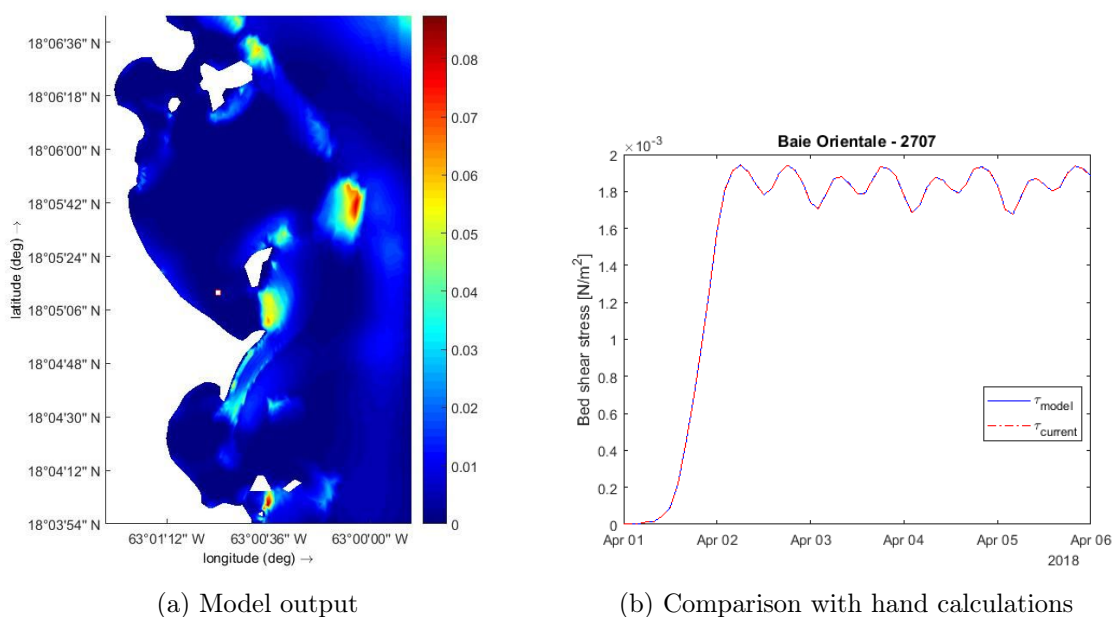 18°06'36" N
18°06'18" N
18°06'00" N
18°05'42" N
18°05'24" N
18°05'06" N
18°04'48" N
18°04'30" N
18°04'12" N
18°03'54" N
latitude (deg) →
63°01'12" W 63°00'36" W 63°00'00" W
longitude (deg) →
0.08
0.07
0.06
0.05
0.04
0.03
0.02
0.01
0
(a) Model output
Baie Orientale - 2707
×10⁻³
2
1.8
1.6
1.4
1.2
1
0.8
0.6
0.4
0.2
0
Bed shear stress [N/m²]
τmodel
τcurrent
Apr 01 Apr 02 Apr 03 Apr 04 Apr 05 Apr 06
2018
(b) Comparison with hand calculations